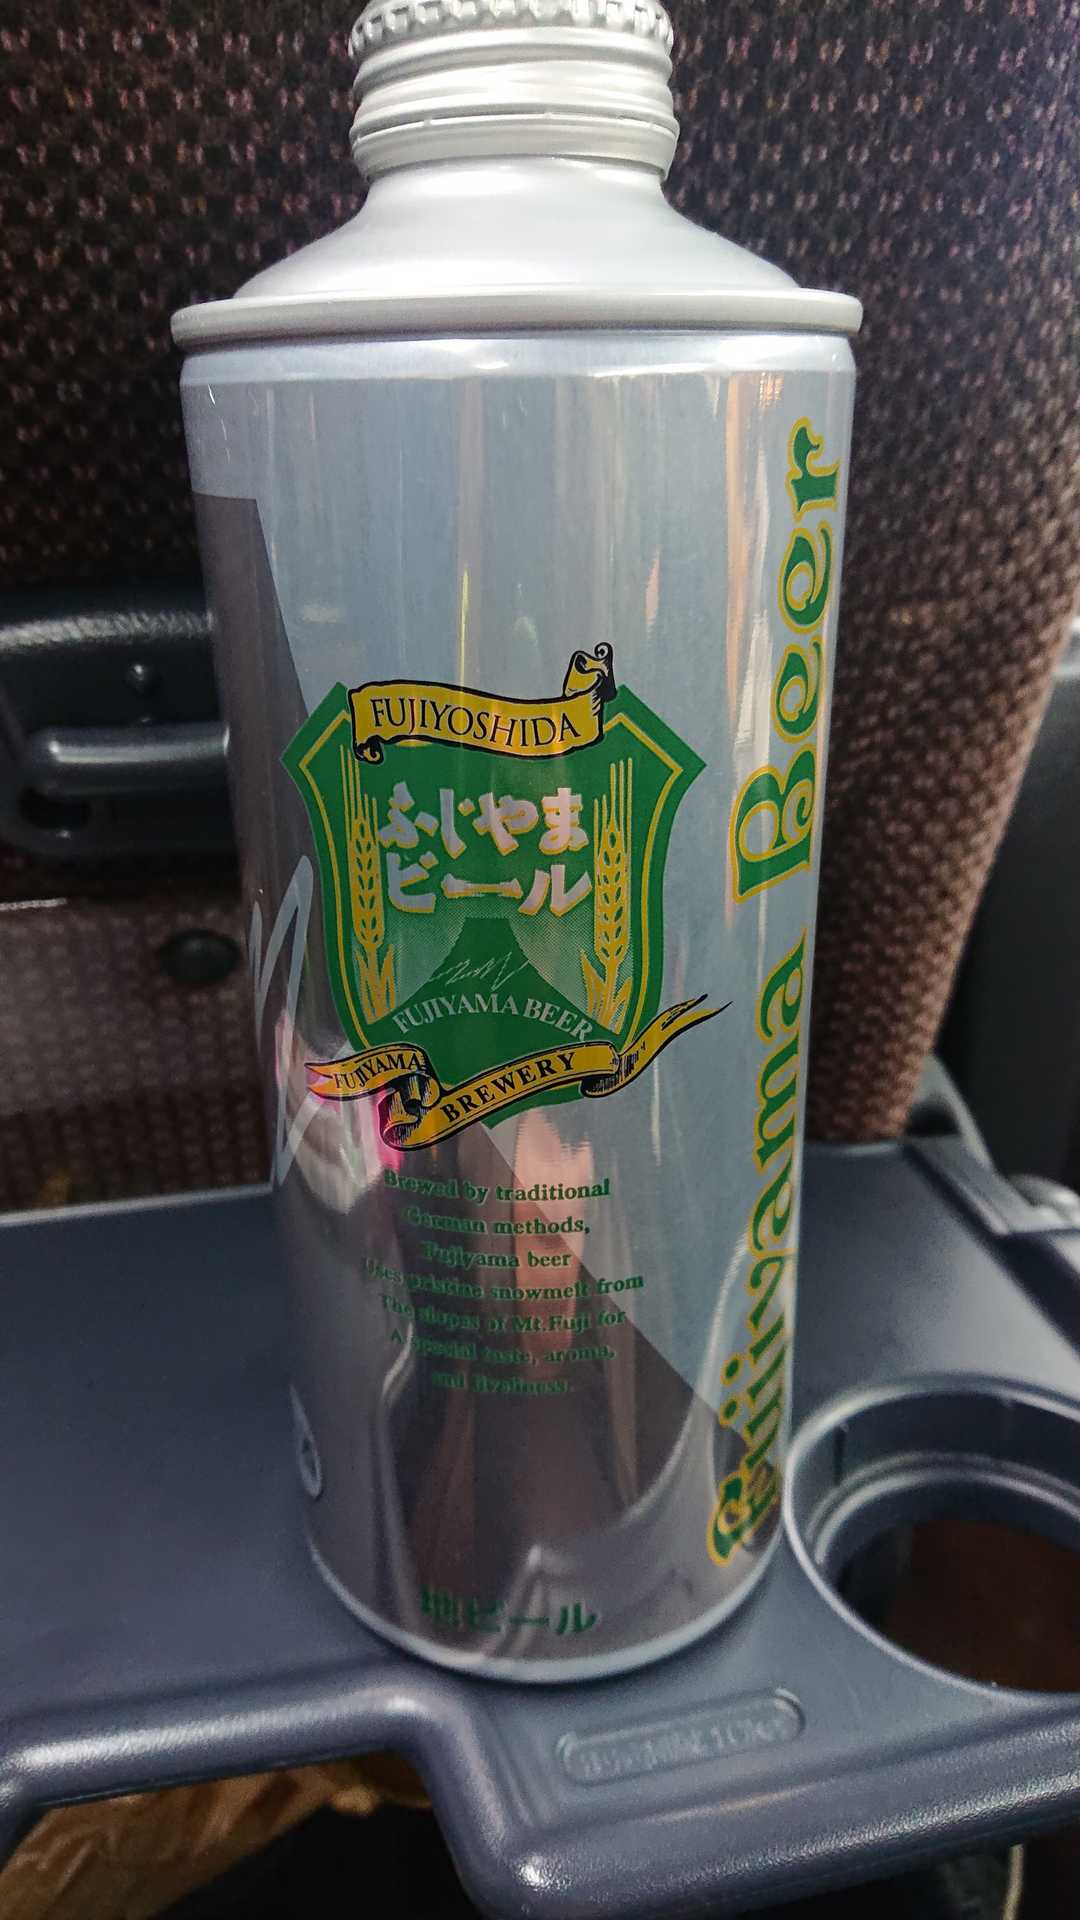 FUJIYOSHIDA
ふじやま
ビール
FUJIYAMA BEER
FUJIYAMA
BREWERY
Brewed by traditional
German methods,
Fujiyama beer
Uses pristine snowmelt from
The slopes of Mt.Fuji for
A special taste, aroma,
and liveliness.
地ビール
Fujiyama Beer